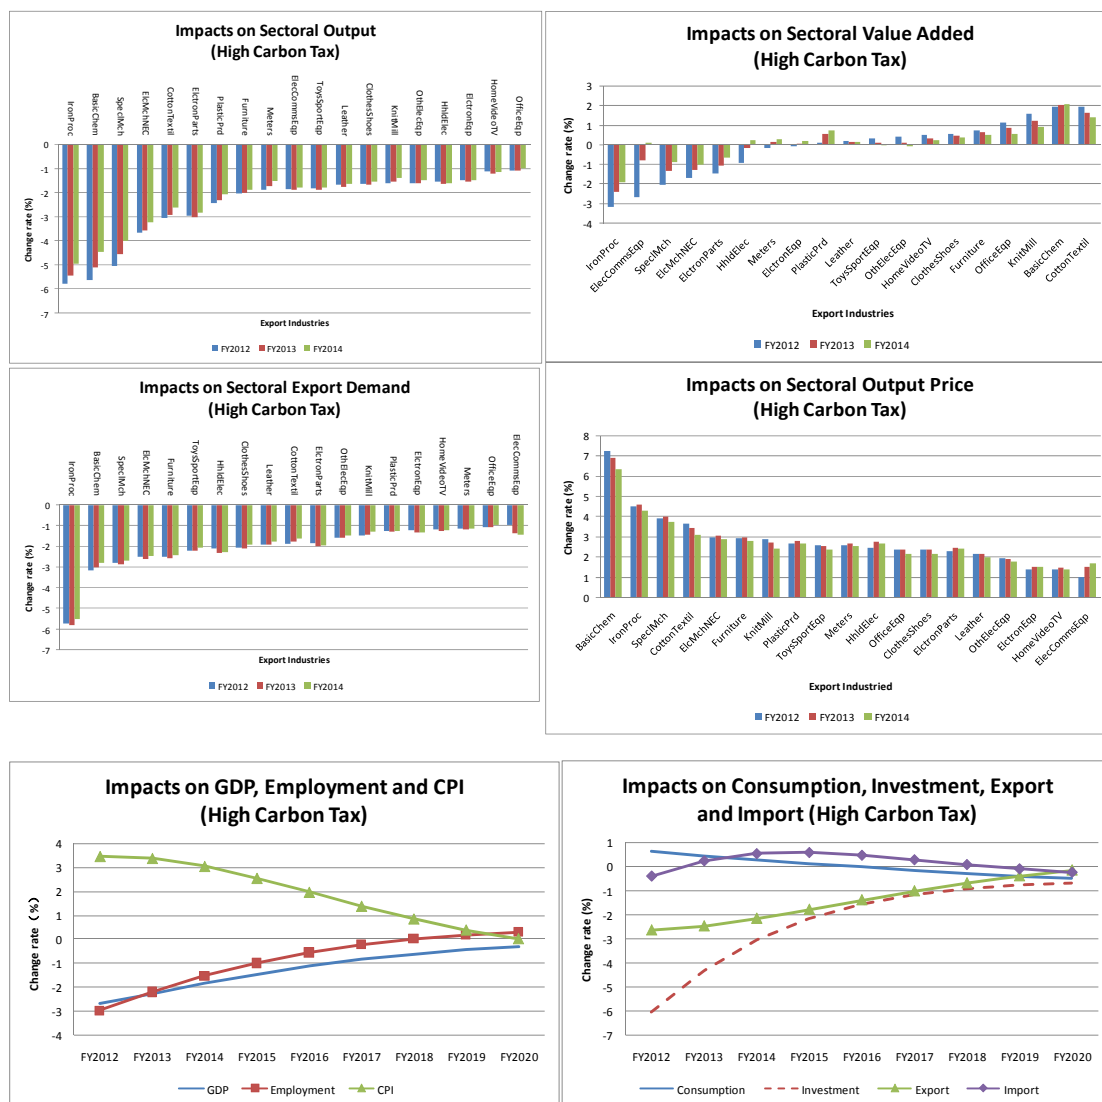 Impacts on Sectoral Output
(High Carbon Tax)
IronProc
BasicChem
SpeclMch
ElcMchNEC
CottonTextil
ElctronParts
PlasticPrd
Furniture
Meters
ElecCommsEqp
ToysSportEqp
Leather
ClothesShoes
KnitMill
OthElecEqp
HhldElec
ElctronEqp
HomeVideoTV
OfficeEqp
0
-1
-2
-3
-4
-5
-6
-7
Change rate (%)
Export Industries
FY2012 FY2013 FY2014
Impacts on Sectoral Value Added
(High Carbon Tax)
3
2
1
0
-1
-2
-3
-4
Change rate (%)
IronProc
ElecCommsEqp
SpeclMch
ElcMchNEC
ElctronParts
HhldElec
Meters
ElctronEqp
PlasticPrd
Leather
ToysSportEqp
OthElecEqp
HomeVideoTV
ClothesShoes
Furniture
OfficeEqp
KnitMill
BasicChem
CottonTextil
Export Industries
FY2012 FY2013 FY2014
Impacts on Sectoral Export Demand
(High Carbon Tax)
IronProc
BasicChem
SpeclMch
ElcMchNEC
Furniture
ToysSportEqp
HhldElec
ClothesShoes
Leather
CottonTextil
ElctronParts
OthElecEqp
KnitMill
PlasticPrd
ElctronEqp
HomeVideoTV
Meters
OfficeEqp
ElecCommsEqp
0
-1
-2
-3
-4
-5
-6
-7
Change rate (%)
Export Industries
FY2012 FY2013 FY2014
Impacts on Sectoral Output Price
(High Carbon Tax)
8
7
6
5
4
3
2
1
0
Change rate (%)
BasicChem
IronProc
SpeclMch
CottonTextil
ElcMchNEC
Furniture
KnitMill
PlasticPrd
ToysSportEqp
Meters
HhldElec
OfficeEqp
ClothesShoes
ElctronParts
Leather
OthElecEqp
ElctronEqp
HomeVideoTV
ElecCommsEqp
Export Industried
FY2012 FY2013 FY2014
Impacts on GDP, Employment and CPI
(High Carbon Tax)
4
3
2
1
0
-1
-2
-3
-4
Change rate (%)
FY2012 FY2013 FY2014 FY2015 FY2016 FY2017 FY2018 FY2019 FY2020
GDP Employment CPI
Impacts on Consumption, Investment, Export
and Import (High Carbon Tax)
1
0
-1
-2
-3
-4
-5
-6
-7
Change rate (%)
FY2012 FY2013 FY2014 FY2015 FY2016 FY2017 FY2018 FY2019 FY2020
Consumption Investment Export Import